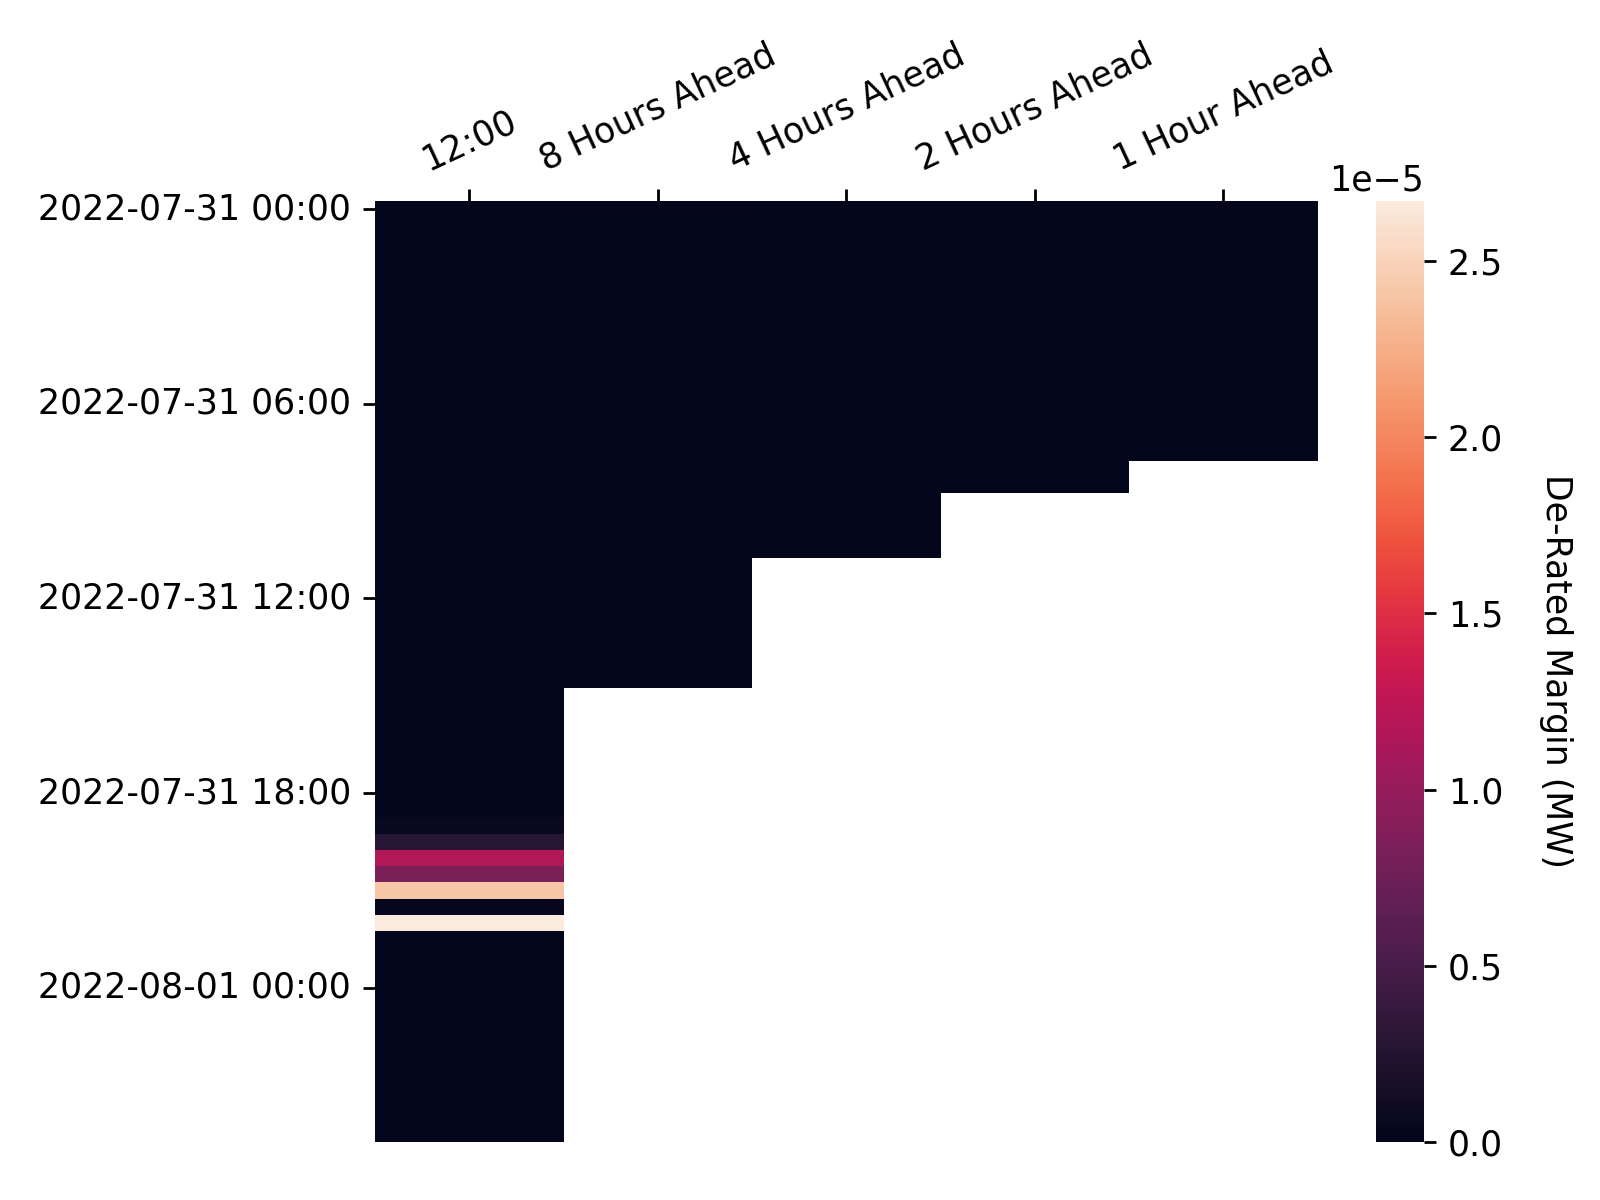 12:00
8 Hours Ahead
4 Hours Ahead
2 Hours Ahead
1 Hour Ahead
2022-07-31 00:00
2022-07-31 06:00
2022-07-31 12:00
2022-07-31 18:00
2022-08-01 00:00
1e−5
2.5
2.0
1.5
1.0
0.5
0.0
De-Rated Margin (MW)